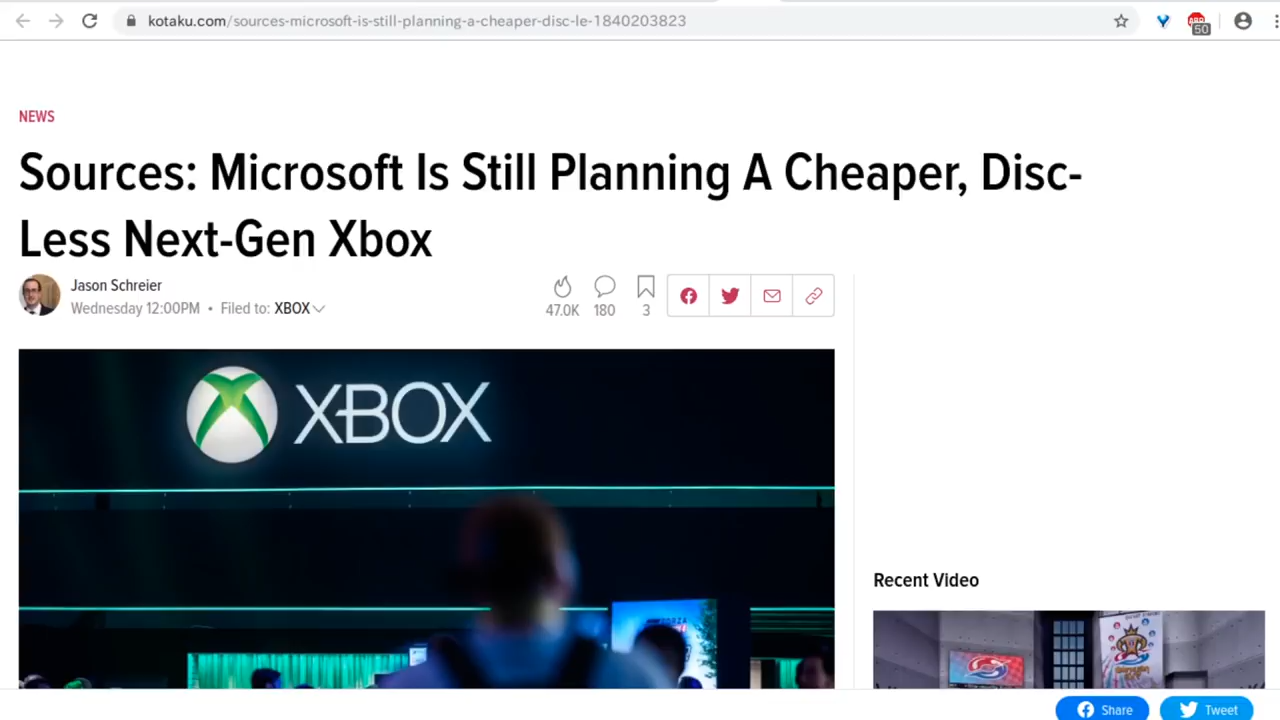 kotaku.com/sources-microsoft-is-still-planning-a-cheaper-disc-le-1840203823
50
NEWS
Sources: Microsoft Is Still Planning A Cheaper, Disc-
Less Next-Gen Xbox
Jason Schreier
Wednesday 12:00PM • Filed to: XBOX
47.0K
180
3
XBOX
Recent Video
Share
Tweet